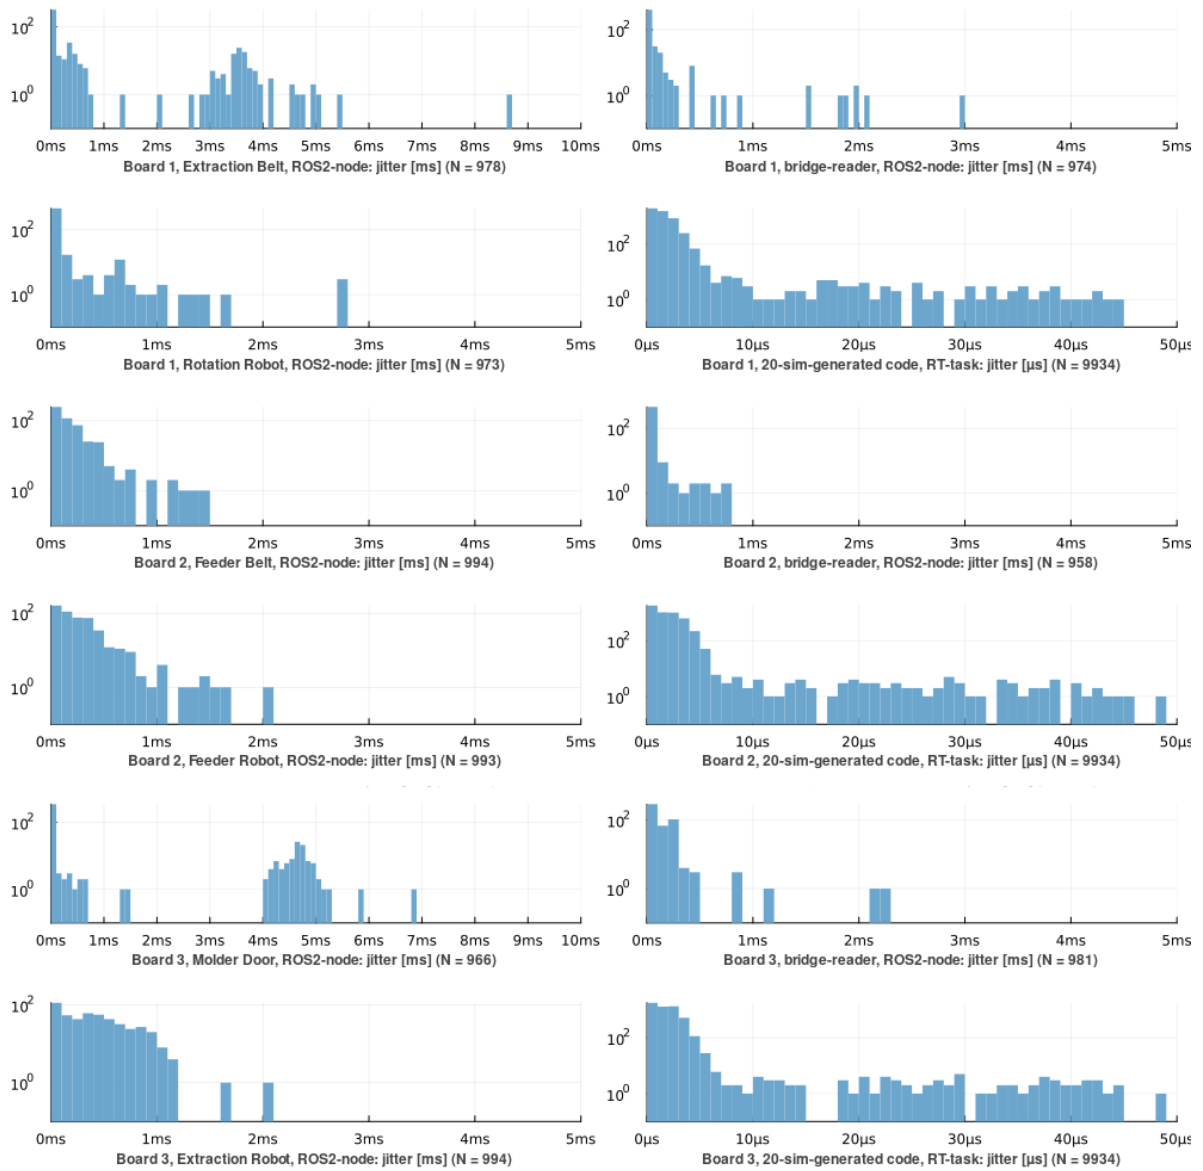 10²
10⁰
0ms 1ms 2ms 3ms 4ms 5ms 6ms 7ms 8ms 9ms 10ms
Board 1, Extraction Belt, ROS2-node: jitter [ms] (N = 978)
10²
10⁰
0ms 1ms 2ms 3ms 4ms 5ms
Board 1, bridge-reader, ROS2-node: jitter [ms] (N = 974)
10²
10⁰
0ms 1ms 2ms 3ms 4ms 5ms
Board 1, Rotation Robot, ROS2-node: jitter [ms] (N = 973)
10²
10⁰
0µs 10µs 20µs 30µs 40µs 50µs
Board 1, 20-sim-generated code, RT-task: jitter [µs] (N = 9934)
10²
10⁰
0ms 1ms 2ms 3ms 4ms 5ms
Board 2, Feeder Belt, ROS2-node: jitter [ms] (N = 994)
10²
10⁰
0ms 1ms 2ms 3ms 4ms 5ms
Board 2, bridge-reader, ROS2-node: jitter [ms] (N = 958)
10²
10⁰
0ms 1ms 2ms 3ms 4ms 5ms
Board 2, Feeder Robot, ROS2-node: jitter [ms] (N = 993)
10²
10⁰
0µs 10µs 20µs 30µs 40µs 50µs
Board 2, 20-sim-generated code, RT-task: jitter [µs] (N = 9934)
10²
10⁰
0ms 1ms 2ms 3ms 4ms 5ms 6ms 7ms 8ms 9ms 10ms
Board 3, Molder Door, ROS2-node: jitter [ms] (N = 966)
10²
10⁰
0ms 1ms 2ms 3ms 4ms 5ms
Board 3, bridge-reader, ROS2-node: jitter [ms] (N = 981)
10²
10⁰
0ms 1ms 2ms 3ms 4ms 5ms
Board 3, Extraction Robot, ROS2-node: jitter [ms] (N = 994)
10²
10⁰
0µs 10µs 20µs 30µs 40µs 50µs
Board 3, 20-sim-generated code, RT-task: jitter [µs] (N = 9934)